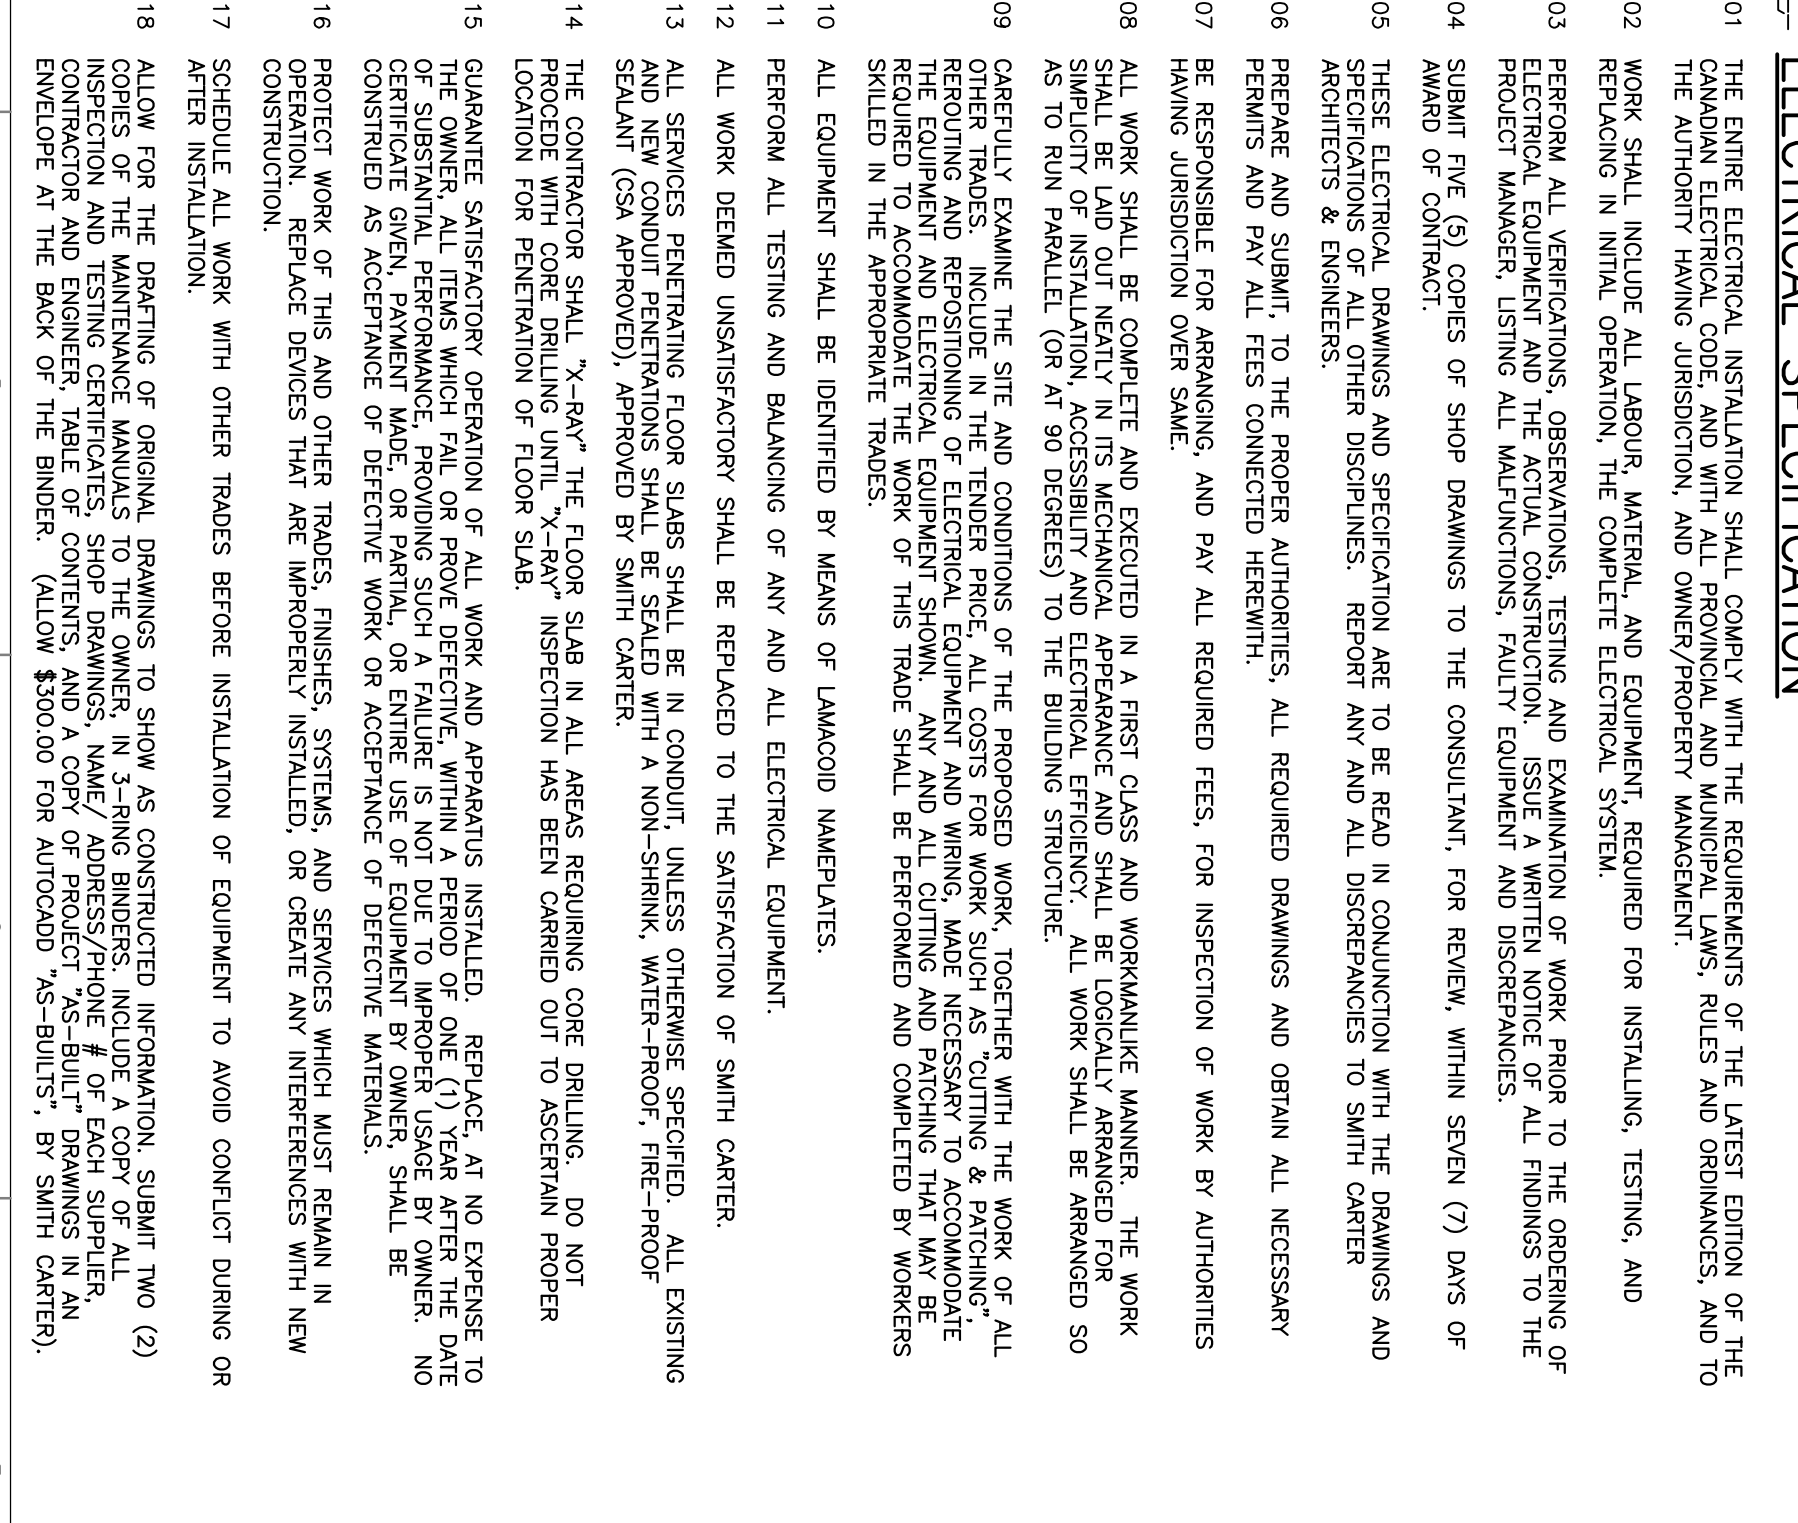 ELECTRICAL SPECIFICATION
01 THE ENTIRE ELECTRICAL INSTALLATION SHALL COMPLY WITH THE REQUIREMENTS OF THE LATEST EDITION OF THE
CANADIAN ELECTRICAL CODE, AND WITH ALL PROVINCIAL AND MUNICIPAL LAWS, RULES AND ORDINANCES, AND TO
THE AUTHORITY HAVING JURISDICTION, AND OWNER/PROPERTY MANAGEMENT.
02 WORK SHALL INCLUDE ALL LABOUR, MATERIAL, AND EQUIPMENT, REQUIRED FOR INSTALLING, TESTING, AND
REPLACING IN INITIAL OPERATION, THE COMPLETE ELECTRICAL SYSTEM.
03 PERFORM ALL VERIFICATIONS, OBSERVATIONS, TESTING AND EXAMINATION OF WORK PRIOR TO THE ORDERING OF
ELECTRICAL EQUIPMENT AND THE ACTUAL CONSTRUCTION. ISSUE A WRITTEN NOTICE OF ALL FINDINGS TO THE
PROJECT MANAGER, LISTING ALL MALFUNCTIONS, FAULTY EQUIPMENT AND DISCREPANCIES.
04 SUBMIT FIVE (5) COPIES OF SHOP DRAWINGS TO THE CONSULTANT, FOR REVIEW, WITHIN SEVEN (7) DAYS OF
AWARD OF CONTRACT.
05 THESE ELECTRICAL DRAWINGS AND SPECIFICATION ARE TO BE READ IN CONJUNCTION WITH THE DRAWINGS AND
SPECIFICATIONS OF ALL OTHER DISCIPLINES. REPORT ANY AND ALL DISCREPANCIES TO SMITH CARTER
ARCHITECTS & ENGINEERS.
06 PREPARE AND SUBMIT, TO THE PROPER AUTHORITIES, ALL REQUIRED DRAWINGS AND OBTAIN ALL NECESSARY
PERMITS AND PAY ALL FEES CONNECTED HEREWITH.
07 BE RESPONSIBLE FOR ARRANGING, AND PAY ALL REQUIRED FEES, FOR INSPECTION OF WORK BY AUTHORITIES
HAVING JURSDICTION OVER SAME.
08 ALL WORK SHALL BE COMPLETE AND EXECUTED IN A FIRST CLASS AND WORKMANLIKE MANNER. THE WORK
SHALL BE LAID OUT NEATLY IN ITS MECHANICAL APPEARANCE AND SHALL BE LOGICALLY ARRANGED FOR
SIMPLICITY OF INSTALLATION, ACCESSIBILITY AND ELECTRICAL EFFICIENCY. ALL WORK SHALL BE ARRANGED SO
AS TO RUN PARALLEL (OR AT 90 DEGREES) TO THE BUILDING STRUCTURE.
09 CAREFULLY EXAMINE THE SITE AND CONDITIONS OF THE PROPOSED WORK, TOGETHER WITH THE WORK OF ALL
OTHER TRADES. INCLUDE IN THE TENDER PRICE, ALL COSTS FOR WORK SUCH AS "CUTTING & PATCHING",
REROUTING AND REPOSITIONING OF ELECTRICAL EQUIPMENT AND WIRING, MADE NECESSARY TO ACCOMMODATE
THE EQUIPMENT AND ELECTRICAL EQUIPMENT SHOWN. ANY AND ALL CUTTING AND PATCHING THAT MAY BE
REQUIRED TO ACCOMMODATE THE WORK OF THIS TRADE SHALL BE PERFORMED AND COMPLETED BY WORKERS
SKILLED IN THE APPROPRIATE TRADES.
10 ALL EQUIPMENT SHALL BE IDENTIFIED BY MEANS OF LAMACOID NAMEPLATES.
11 PERFORM ALL TESTING AND BALANCING OF ANY AND ALL ELECTRICAL EQUIPMENT.
12 ALL WORK DEEMED UNSATISFACTORY SHALL BE REPLACED TO THE SATISFACTION OF SMITH CARTER.
13 ALL SERVICES PENETRATING FLOOR SLABS SHALL BE IN CONDUIT, UNLESS OTHERWISE SPECIFIED. ALL EXISTING
AND NEW CONDUIT PENETRATIONS SHALL BE SEALED WITH A NON-SHRINK, WATER-PROOF, FIRE-PROOF
SEALANT (CSA APPROVED), APPROVED BY SMITH CARTER.
14 THE CONTRACTOR SHALL "X-RAY" THE FLOOR SLAB IN ALL AREAS REQUIRING CORE DRILLING. DO NOT
PROCEDE WITH CORE DRILLING UNTIL "X-RAY" INSPECTION HAS BEEN CARRIED OUT TO ASCERTAIN PROPER
LOCATION FOR PENETRATION OF FLOOR SLAB.
15 GUARANTEE SATISFACTORY OPERATION OF ALL WORK AND APPARATUS INSTALLED. REPLACE, AT NO EXPENSE TO
THE OWNER, ALL ITEMS WHICH FAIL OR PROVE DEFECTIVE, WITHIN A PERIOD OF ONE (1) YEAR AFTER THE DATE
OF SUBSTANTIAL PERFORMANCE, PROVIDING SUCH A FAILURE IS NOT DUE TO IMPROPER USAGE BY OWNER. NO
CERTIFICATE GIVEN, PAYMENT MADE, OR PARTIAL, OR ENTIRE USE OF EQUIPMENT BY OWNER, SHALL BE
CONSTRUED AS ACCEPTANCE OF DEFECTIVE WORK OR ACCEPTANCE OF DEFECTIVE MATERIALS.
16 PROTECT WORK OF THIS AND OTHER TRADES, FINISHES, SYSTEMS, AND SERVICES WHICH MUST REMAIN IN
OPERATION. REPLACE DEVICES THAT ARE IMPROPERLY INSTALLED, OR CREATE ANY INTERFERENCES WITH NEW
CONSTRUCTION.
17 SCHEDULE ALL WORK WITH OTHER TRADES BEFORE INSTALLATION OF EQUIPMENT TO AVOID CONFLICT DURING OR
AFTER INSTALLATION.
18 ALLOW FOR THE DRAFTING OF ORIGINAL DRAWINGS TO SHOW AS CONSTRUCTED INFORMATION. SUBMIT TWO (2)
COPIES OF THE MAINTENANCE MANUALS TO THE OWNER, IN 3-RING BINDERS. INCLUDE A COPY OF ALL
INSPECTION AND TESTING CERTIFICATES, SHOP DRAWINGS, NAME/ ADDRESS/PHONE # OF EACH SUPPLIER,
CONTRACTOR AND ENGINEER, TABLE OF CONTENTS, AND A COPY OF PROJECT "AS-BUILT" DRAWINGS IN AN
ENVELOPE AT THE BACK OF THE BINDER. (ALLOW $300.00 FOR AUTOCADD "AS-BUILTS", BY SMITH CARTER).